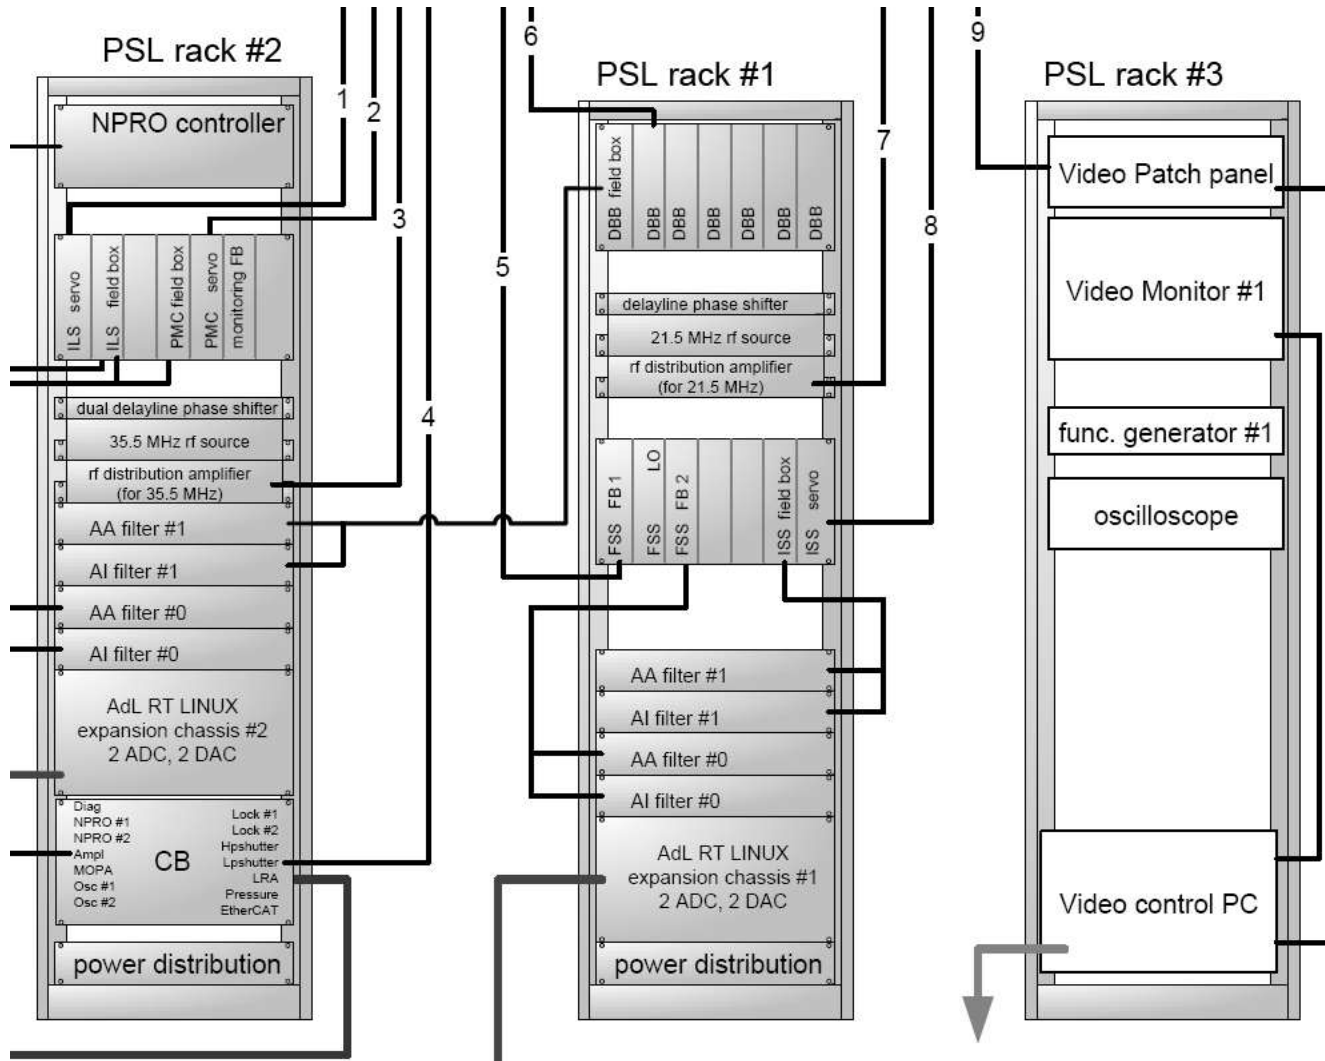 PSL rack #2
1
2
3
4
NPRO controller
ILS servo
ILS field box
PMC field box
PMC servo
monitoring FB
dual delayline phase shifter
35.5 MHz rf source
rf distribution amplifier
(for 35.5 MHz)
AA filter #1
AI filter #1
AA filter #0
AI filter #0
AdL RT LINUX
expansion chassis #2
2 ADC, 2 DAC
Diag
NPRO #1
NPRO #2
Ampl
MOPA
Osc #1
Osc #2
CB
Lock #1
Lock #2
Hpshutter
Lpshutter
LRA
Pressure
EtherCAT
power distribution
5
6
PSL rack #1
7
8
DBB field box
DBB
DBB
DBB
DBB
DBB
DBB
delayline phase shifter
21.5 MHz rf source
rf distribution amplifier
(for 21.5 MHz)
FSS FB 1
FSS LO
FSS FB 2
ISS field box
ISS servo
AA filter #1
AI filter #1
AA filter #0
AI filter #0
AdL RT LINUX
expansion chassis #1
2 ADC, 2 DAC
power distribution
9
PSL rack #3
Video Patch panel
Video Monitor #1
func. generator #1
oscilloscope
Video control PC